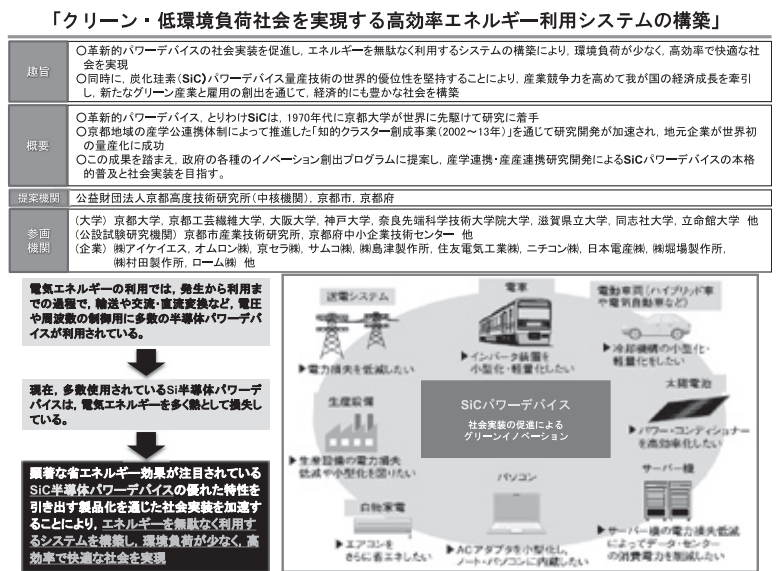 「クリーン・低環境負荷社会を実現する高効率エネルギー利用システムの構築」
趣旨
○革新的パワーデバイスの社会実装を促進し，エネルギーを無駄なく利用するシステムの構築により，環境負荷が少なく，高効率で快適な社
会を実現
○同時に，炭化珪素（SiC）パワーデバイス量産技術の世界的優位性を堅持することにより，産業競争力を高めて我が国の経済成長を牽引
し，新たなグリーン産業と雇用の創出を通じて，経済的にも豊かな社会を構築
概要
○革新的パワーデバイス，とりわけSiCは，1970年代に京都大学が世界に先駆けて研究に着手
○京都地域の産学公連携体制によって推進した「知的クラスター創成事業（2002～13年）」を通じて研究開発が加速され，地元企業が世界初
の量産化に成功
○この成果を踏まえ，政府の各種のイノベーション創出プログラムに提案し，産学連携・産産連携研究開発によるSiCパワーデバイスの本格
的普及と社会実装を目指す。
提案機関
公益財団法人京都高度技術研究所（中核機関），京都市，京都府
参画
機関
（大学） 京都大学，京都工芸繊維大学，大阪大学，神戸大学，奈良先端科学技術大学院大学，滋賀県立大学，同志社大学，立命館大学 他
（公設試験研究機関） 京都市産業技術研究所，京都府中小企業技術センター 他
（企業） ㈱アイケイエス，オムロン㈱，京セラ㈱，サムコ㈱，㈱島津製作所，住友電気工業㈱，ニチコン㈱，日本電産㈱，㈱堀場製作所，
㈱村田製作所，ローム㈱ 他
電気エネルギーの利用では，発生から利用ま
での過程で，輸送や交流・直流変換など，電圧
や周波数の制御用に多数の半導体パワーデバ
イスが利用されている。
現在，多数使用されているSi半導体パワーデ
バイスは，電気エネルギーを多く熱として損失し
ている。
顕著な省エネルギー効果が注目されている
SiC半導体パワーデバイスの優れた特性を
引き出す製品化を通じた社会実装を加速す
ることにより，エネルギーを無駄なく利用す
るシステムを構築し，環境負荷が少なく，高
効率で快適な社会を実現
送電システム
▶電力損失を低減したい
電車
▶インバータ装置を
小型化・軽量化したい
電動車両（ハイブリッド車
や電気自動車など）
▶冷却機構の小型化・
軽量化をしたい
生産設備
▶生産設備の電力損失
低減や小型化を図りたい
SiCパワーデバイス
社会実装の促進による
グリーンイノベーション
太陽電池
▶パワー・コンディショナー
を高効率化したい
白物家電
▶エアコンを
さらに省エネしたい
パソコン
▶ACアダプタを小型化し，
ノート・パソコンに内蔵したい
サーバー機
▶サーバー機の電力損失低減
によってデータ・センター
の消費電力を削減したい